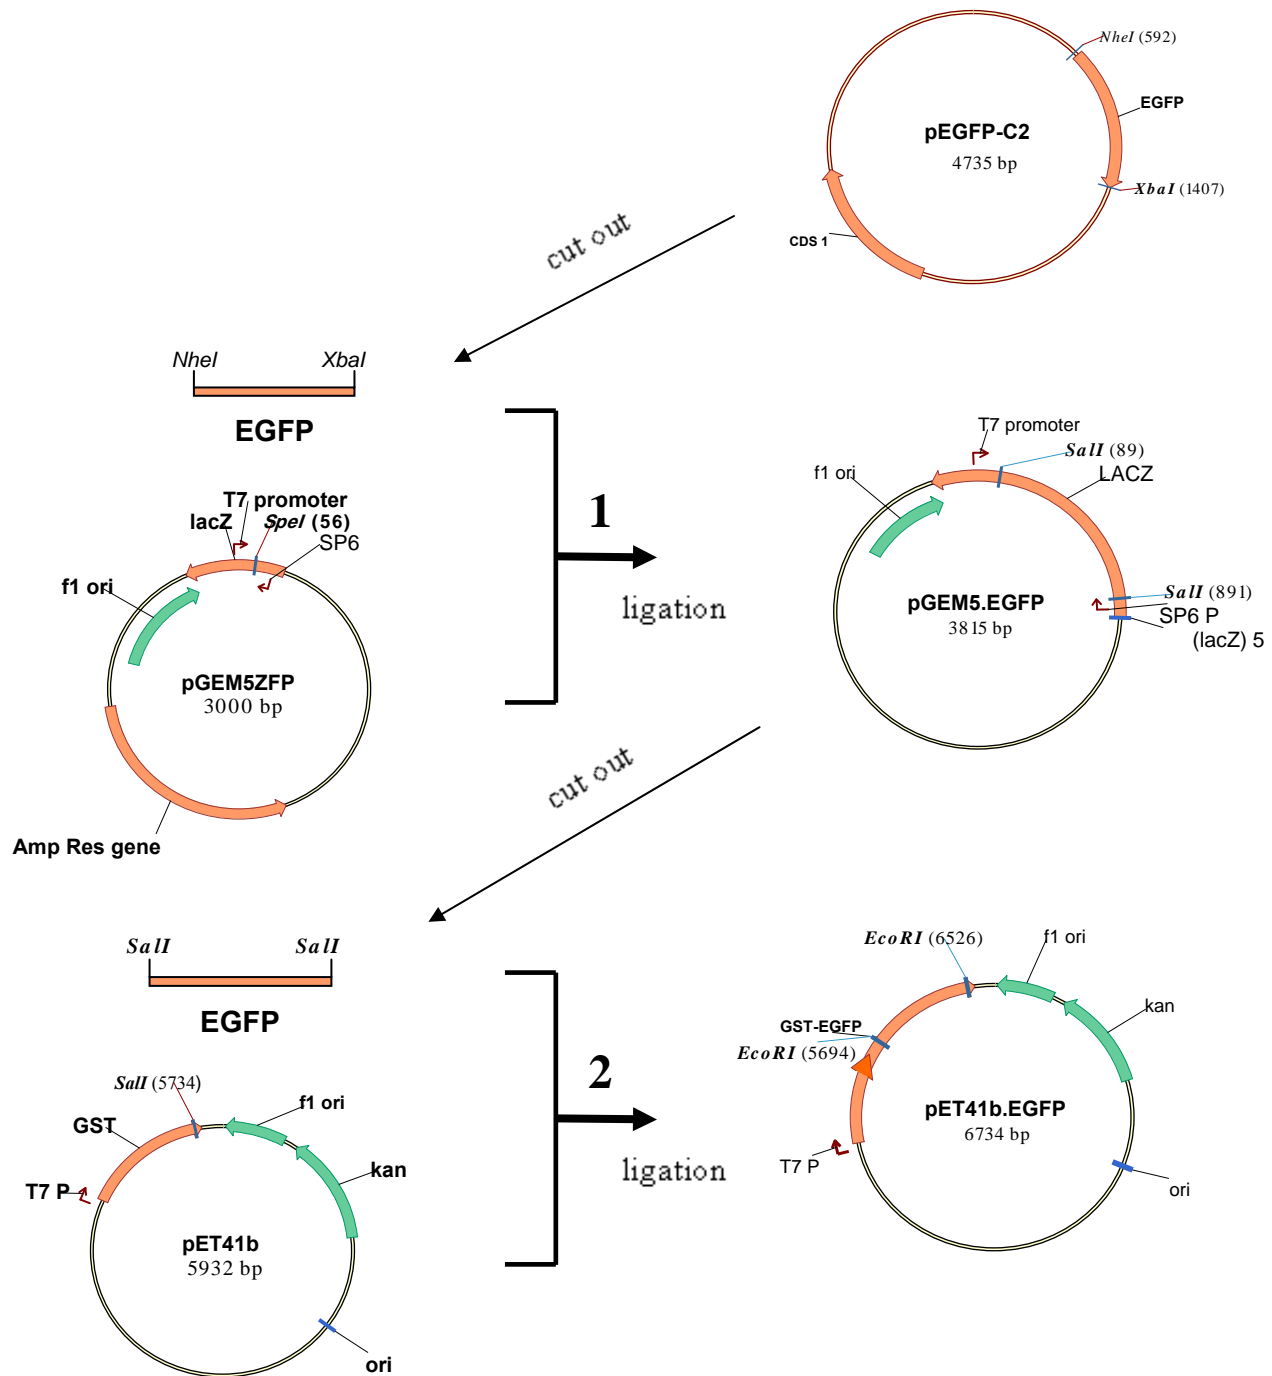 NheI (592)
EGFP
pEGFP-C2
4735 bp
XbaI (1407)
CDS 1
cut out
NheI XbaI
EGFP
T7 promoter
lacZ SpeI (56)
SP6
f1 ori
pGEM5ZFP
3000 bp
Amp Res gene
1
ligation
T7 promoter
SalI (89)
LACZ
f1 ori
SalI (891)
SP6 P
(lacZ) 5
pGEM5.EGFP
3815 bp
cut out
SalI SalI
EGFP
SalI (5734)
f1 ori
GST
kan
T7 P
pET41b
5932 bp
ori
2
ligation
EcoRI (6526)
f1 ori
kan
GST-EGFP
EcoRI (5694)
pET41b.EGFP
6734 bp
T7 P
ori